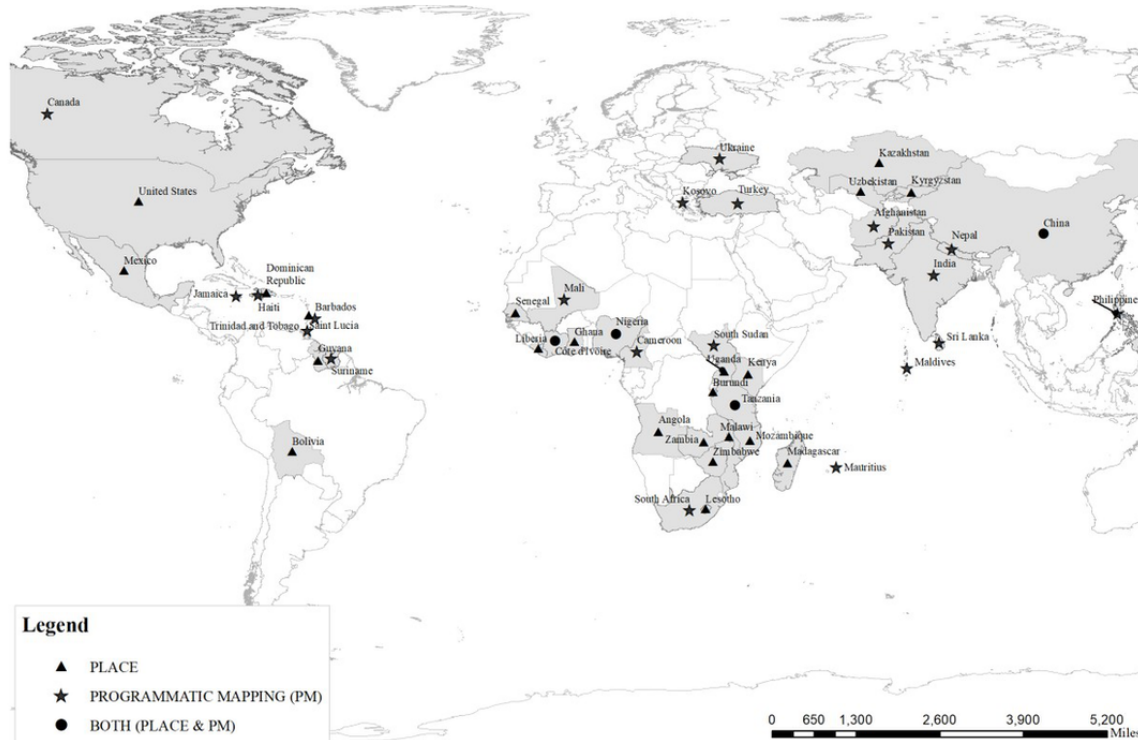 Canada
United States
Mexico
Jamaica
Dominican
Republic
Haiti
Barbados
Trinidad and Tobago
Saint Lucia
Guyana
Suriname
Bolivia
Ukraine
Kosovo
Turkey
Kazakhstan
Uzbekistan
Kyrgyzstan
Afghanistan
Pakistan
Nepal
China
India
Philippine
Sri Lanka
Maldives
Mali
Senegal
Nigeria
Ghaua
Liberia
Côte d'Ivoire
Cameroon
South Sudan
Uganda
Kenya
Burundi
Tanzania
Angola
Malawi
Zambia
Mozambique
Zimbabwe
Madagascar
Mauritius
South Africa
Lesotho
Legend
PLACE
PROGRAMMATIC MAPPING (PM)
BOTH (PLACE & PM)
0 650 1,300 2,600 3,900 5,200
Miles